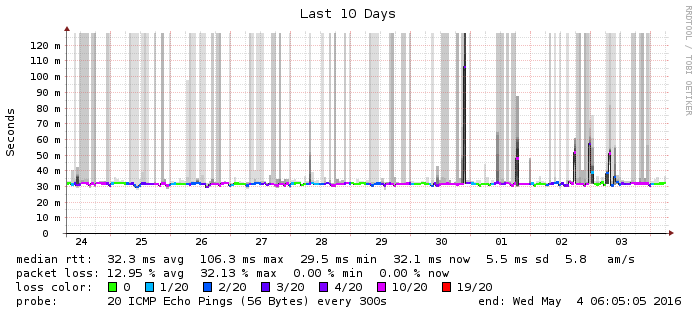 Last 10 Days
RRDTOOL / TOBI OETIKER
Seconds
120 m
110 m
100 m
90 m
80 m
70 m
60 m
50 m
40 m
30 m
20 m
10 m
0
24 25 26 27 28 29 30 01 02 03
median rtt: 32.3 ms avg 106.3 ms max 29.5 ms min 32.1 ms now 5.5 ms sd 5.8 am/s
packet loss: 12.95 % avg 32.13 % max 0.00 % min 0.00 % now
loss color: 0 1/20 2/20 3/20 4/20 10/20 19/20
probe: 20 ICMP Echo Pings (56 Bytes) every 300s end: Wed May 4 06:05:05 2016